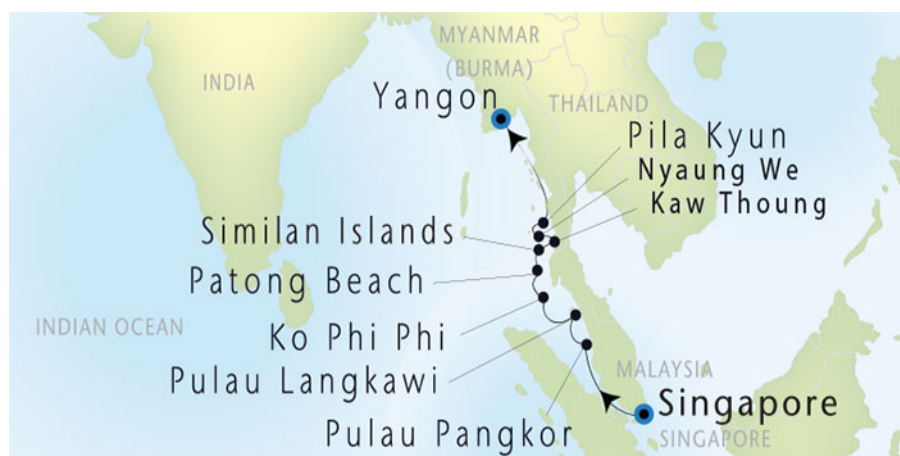 MYANMAR
(BURMA)
INDIA
Yangon
THAILAND
Pila Kyun
Nyaung We
Kaw Thoung
Similan Islands
Patong Beach
INDIAN OCEAN
Ko Phi Phi
Pulau Langkawi
MALAYSIA
Singapore
Pulau Pangkor
SINGAPORE